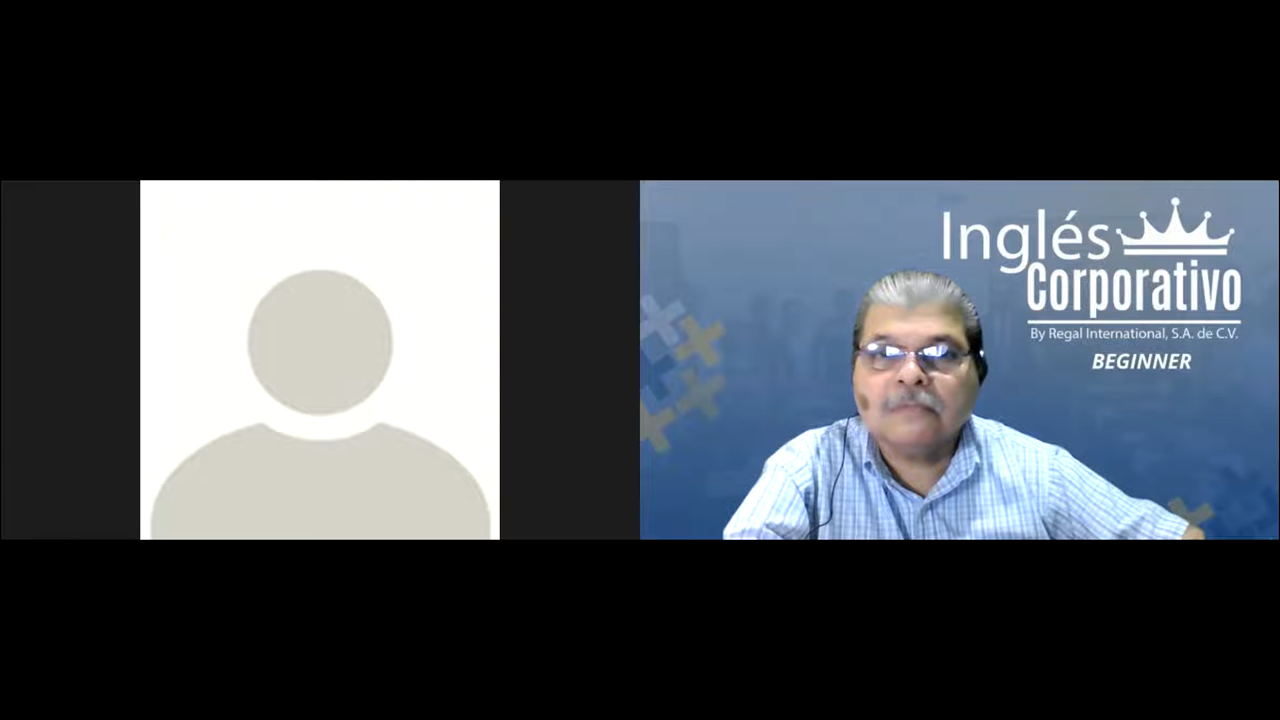 Inglés
Corporativo
By Regal International, S.A. de C.V.
BEGINNER